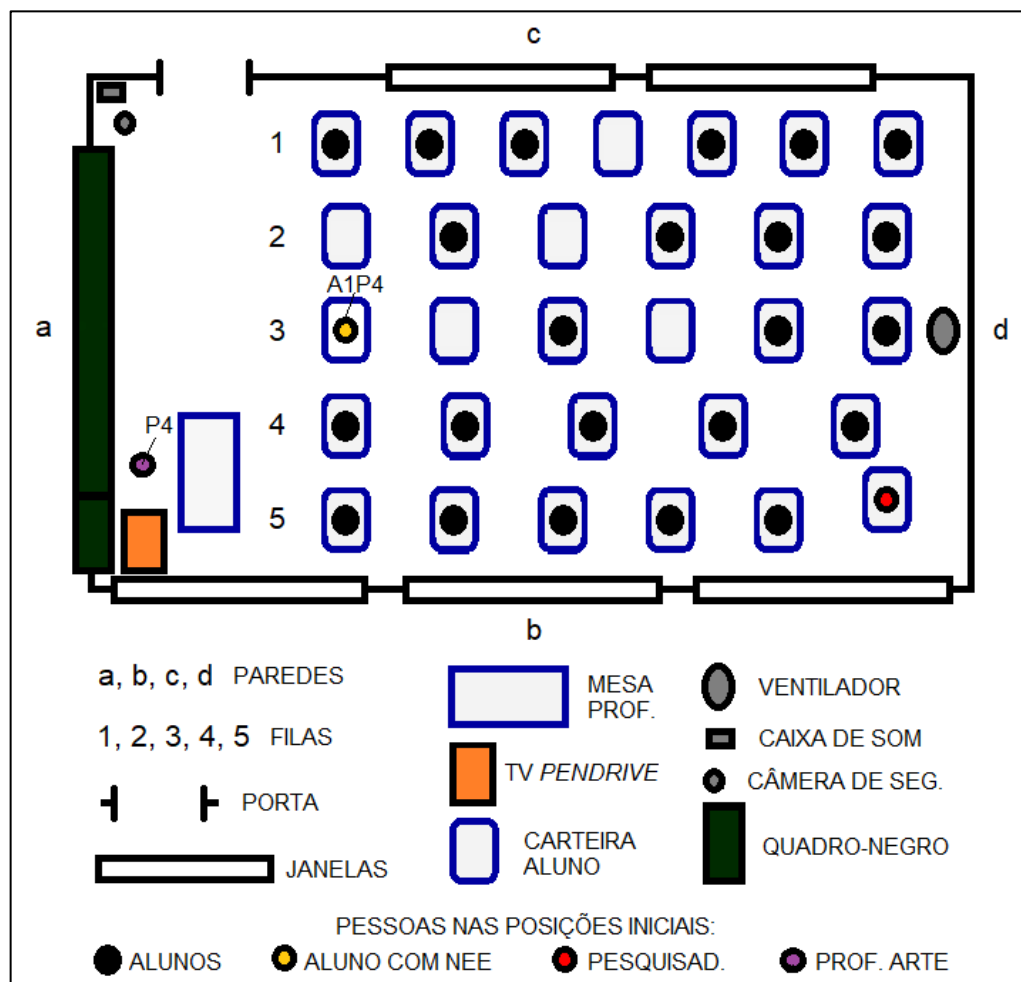 c
1
2
A1P4
3
a
d
P4
4
5
b
a, b, c, d PAREDES
1, 2, 3, 4, 5 FILAS
PORTA
JANELAS
MESA
PROF.
TV PENDRIVE
CARTEIRA
ALUNO
VENTILADOR
CAIXA DE SOM
CÂMERA DE SEG.
QUADRO-NEGRO
PESSOAS NAS POSIÇÕES INICIAIS:
ALUNOS ALUNO COM NEE PESQUISAD. PROF. ARTE